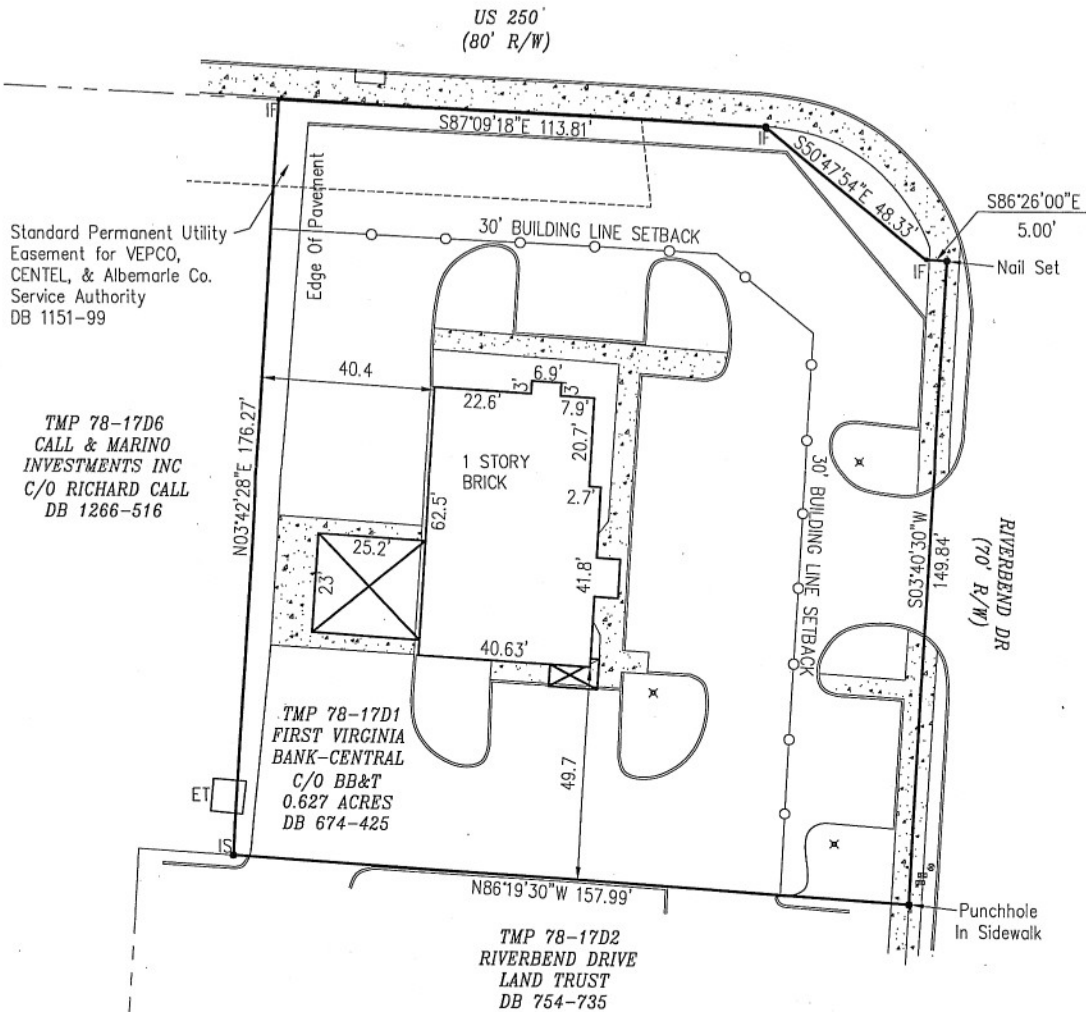 US 250'
(80' R/W)
IF
S87°09'18"E 113.81'
IF
S50°47'54"E 48.33'
S86°26'00"E
5.00'
IF
Nail Set
Standard Permanent Utility
Easement for VEPCO,
CENTEL, & Albemarle Co.
Service Authority
DB 1151-99
Edge Of Pavement
30' BUILDING LINE SETBACK
40.4
22.6'
3'
6.9'
3'
7.9'
20.7'
2.7'
1 STORY
BRICK
62.5'
41.8'
TMP 78-17D6
CALL & MARINO
INVESTMENTS INC
C/O RICHARD CALL
DB 1266-516
N03°42'28"E 176.27'
25.2'
23'
40.63'
30' BUILDING LINE SETBACK
S03°40'30"W
149.84'
RIVERBEND DR
(70' R/W)
TMP 78-17D1
FIRST VIRGINIA
BANK-CENTRAL
C/O BB&T
0.627 ACRES
DB 674-425
49.7
ET
IS
N86°19'30"W 157.99'
Punchhole
In Sidewalk
TMP 78-17D2
RIVERBEND DRIVE
LAND TRUST
DB 754-735